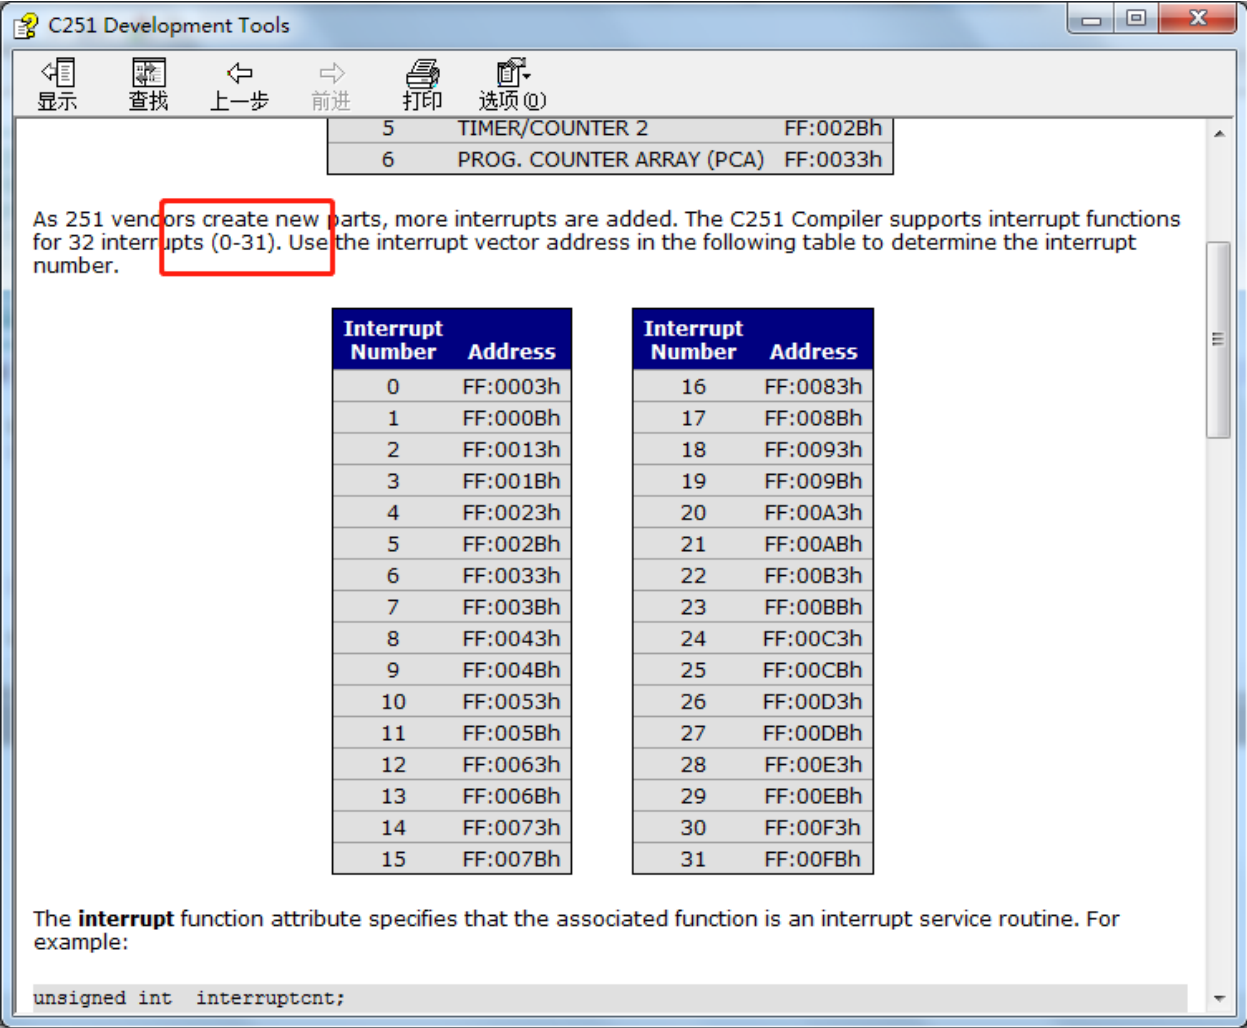 C251 Development Tools
显示 查找 上一步 前进 打印 选项(O)
5 TIMER/COUNTER 2 FF:002Bh
6 PROG. COUNTER ARRAY (PCA) FF:0033h
As 251 vendors create new parts, more interrupts are added. The C251 Compiler supports interrupt functions
for 32 interrupts (0-31). Use the interrupt vector address in the following table to determine the interrupt
number.
Interrupt Number Address Interrupt Number Address
0 FF:0003h 16 FF:0083h
1 FF:000Bh 17 FF:008Bh
2 FF:0013h 18 FF:0093h
3 FF:001Bh 19 FF:009Bh
4 FF:0023h 20 FF:00A3h
5 FF:002Bh 21 FF:00ABh
6 FF:0033h 22 FF:00B3h
7 FF:003Bh 23 FF:00BBh
8 FF:0043h 24 FF:00C3h
9 FF:004Bh 25 FF:00CBh
10 FF:0053h 26 FF:00D3h
11 FF:005Bh 27 FF:00DBh
12 FF:0063h 28 FF:00E3h
13 FF:006Bh 29 FF:00EBh
14 FF:0073h 30 FF:00F3h
15 FF:007Bh 31 FF:00FBh
The interrupt function attribute specifies that the associated function is an interrupt service routine. For
example:
unsigned int  interruptcnt;